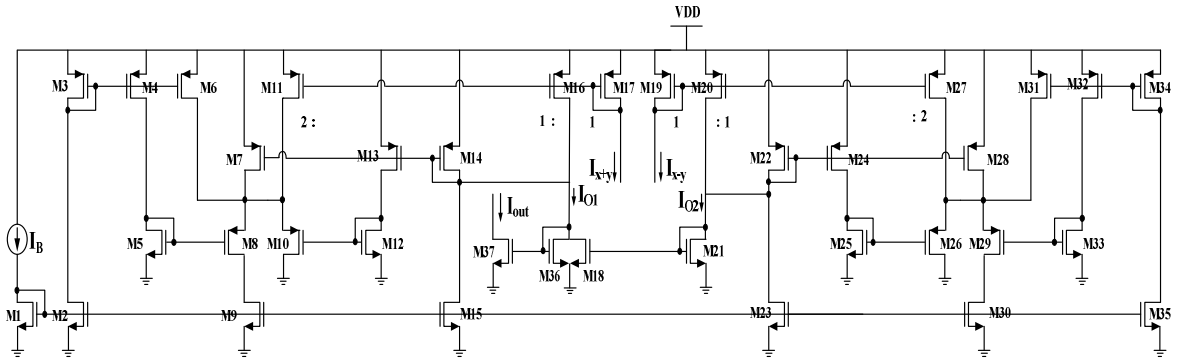 VDD
M3
M4
M6
M11
M16
M17
M19
M20
M27
M31
M32
M34
2 :
1 :
1
1
: 1
: 2
M7
M13
M14
M22
M24
M28
Ix+y
Ix-y
Iout
IO1
IO2
IB
M5
M8
M10
M12
M37
M36
M18
M21
M25
M26
M29
M33
M1
M2
M9
M15
M23
M30
M35